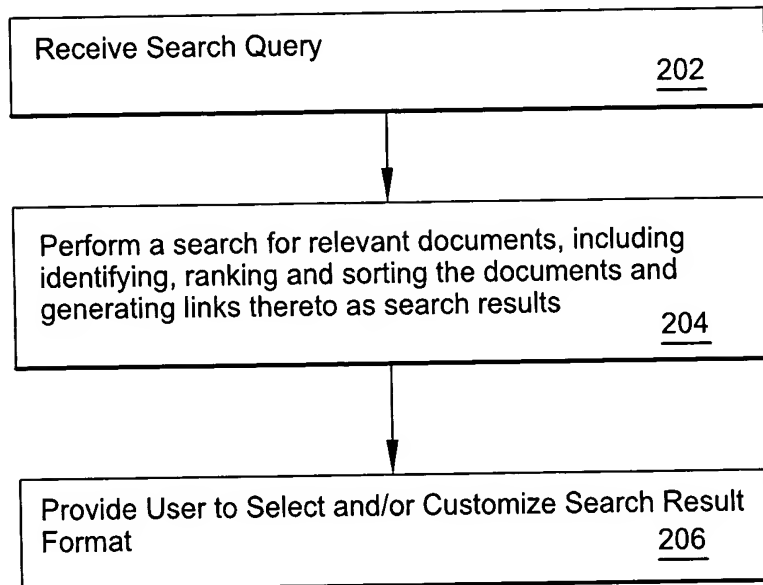 Receive Search Query
202
Perform a search for relevant documents, including
identifying, ranking and sorting the documents and
generating links thereto as search results
204
Provide User to Select and/or Customize Search Result
Format
206